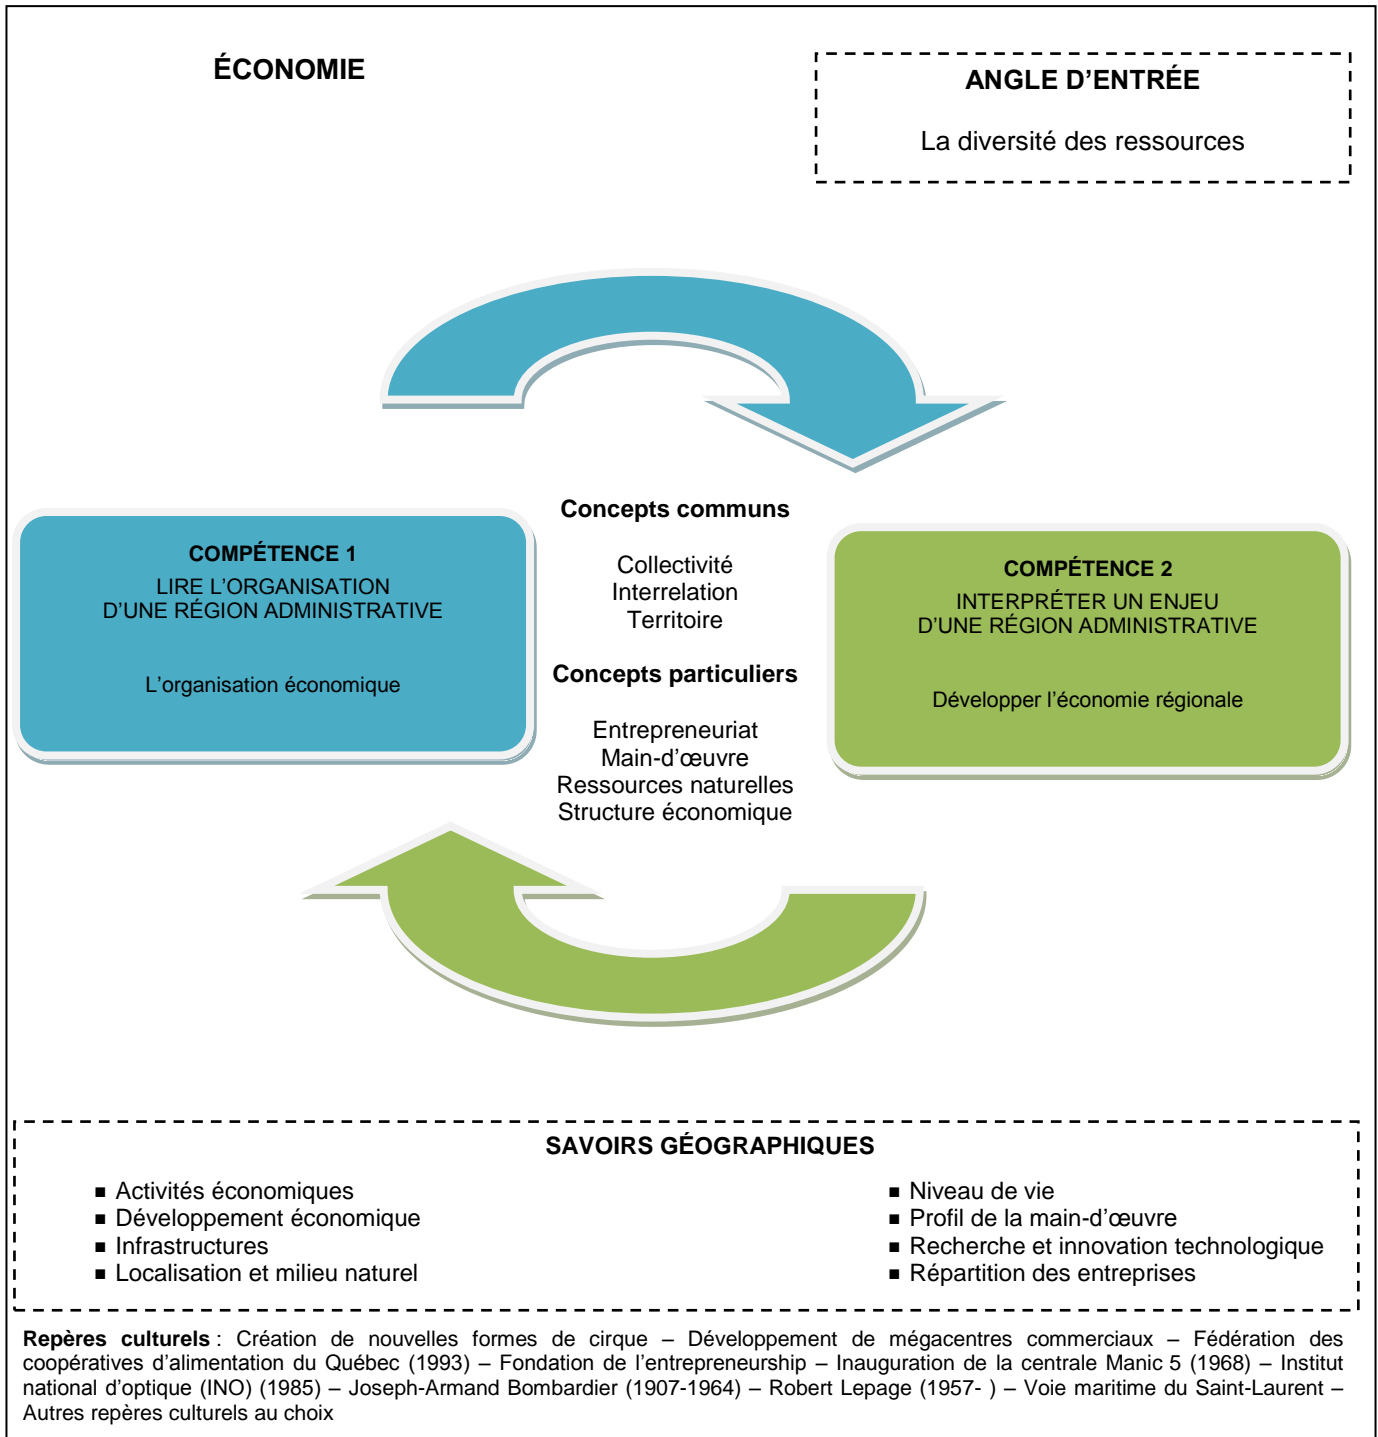 ÉCONOMIE
ANGLE D'ENTRÉE
La diversité des ressources
COMPÉTENCE 1
LIRE L'ORGANISATION
D'UNE RÉGION ADMINISTRATIVE
L'organisation économique
Concepts communs
Collectivité
Interrelation
Territoire
Concepts particuliers
Entrepreneuriat
Main-d'œuvre
Ressources naturelles
Structure économique
COMPÉTENCE 2
INTERPRÉTER UN ENJEU
D'UNE RÉGION ADMINISTRATIVE
Développer l'économie régionale
SAVOIRS GÉOGRAPHIQUES
▪ Activités économiques
▪ Développement économique
▪ Infrastructures
▪ Localisation et milieu naturel
▪ Niveau de vie
▪ Profil de la main-d'œuvre
▪ Recherche et innovation technologique
▪ Répartition des entreprises
Repères culturels : Création de nouvelles formes de cirque – Développement de mégacentres commerciaux – Fédération des
coopératives d'alimentation du Québec (1993) – Fondation de l'entrepreneurship – Inauguration de la centrale Manic 5 (1968) – Institut
national d'optique (INO) (1985) – Joseph-Armand Bombardier (1907-1964) – Robert Lepage (1957- ) – Voie maritime du Saint-Laurent –
Autres repères culturels au choix